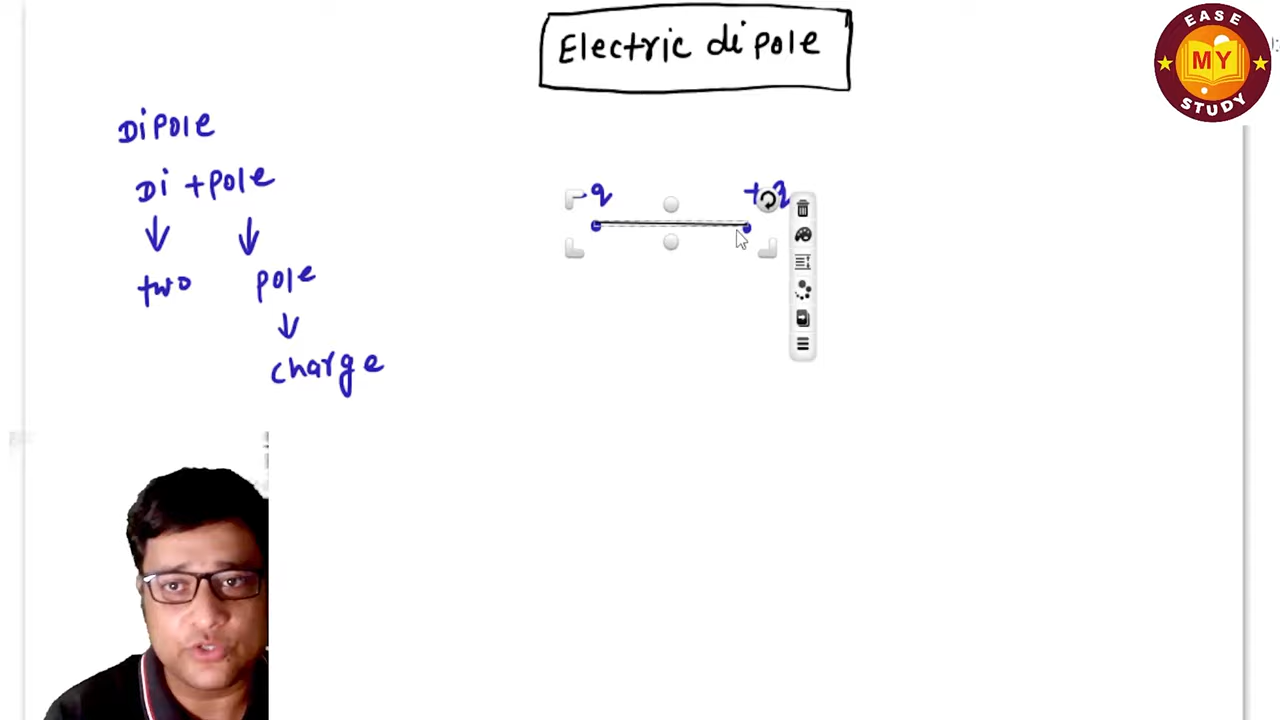 Electric dipole
EASE
MY
STUDY
Dipole
Di + pole
two
pole
charge
-q
+q